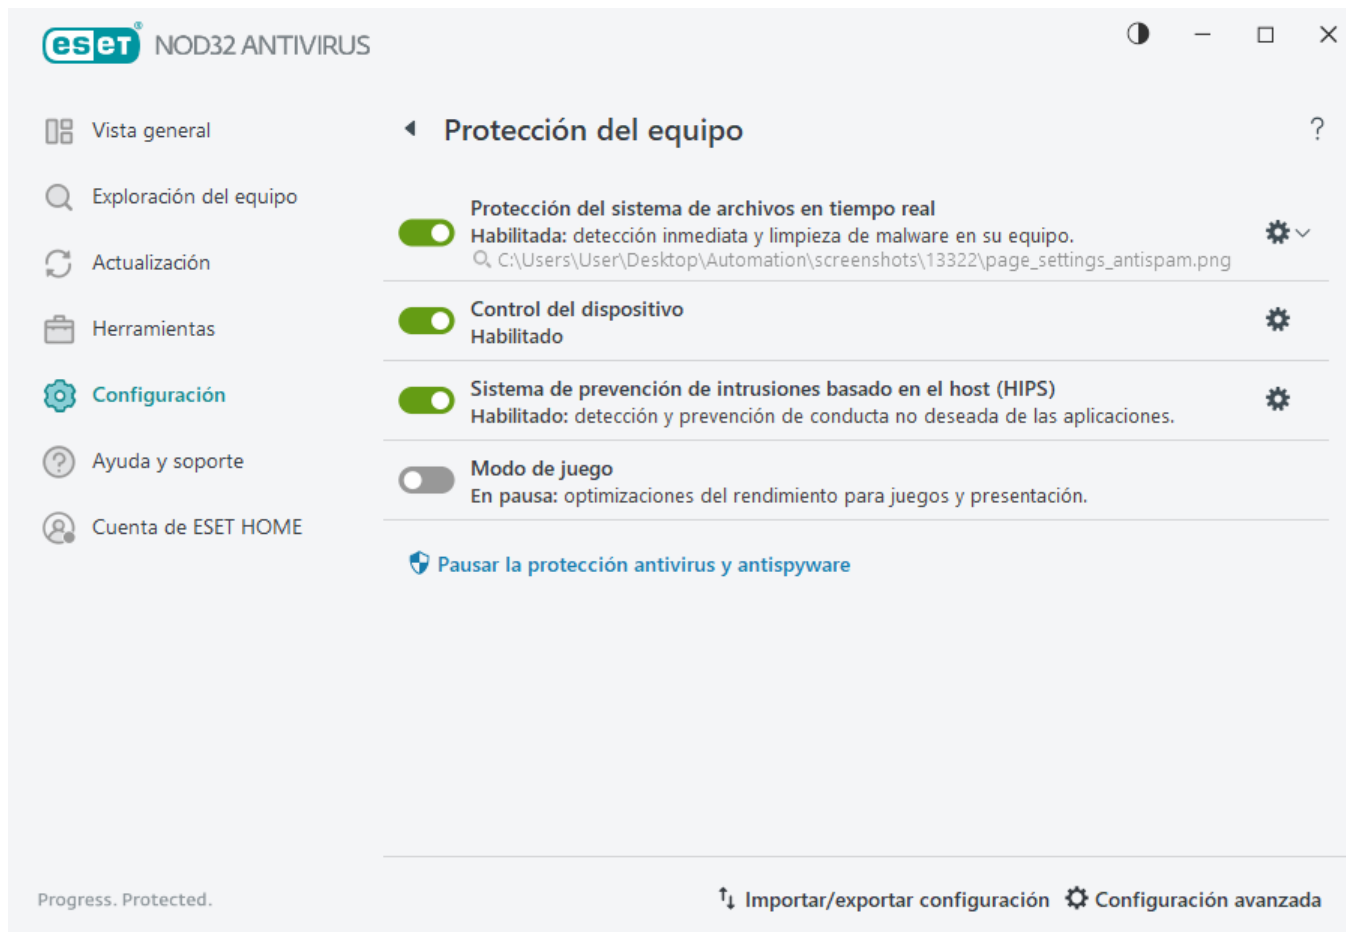 eset® NOD32 ANTIVIRUS
Vista general
Exploración del equipo
Actualización
Herramientas
Configuración
Ayuda y soporte
Cuenta de ESET HOME
Protección del equipo
?
Protección del sistema de archivos en tiempo real
Habilitada: detección inmediata y limpieza de malware en su equipo.
C:\Users\User\Desktop\Automation\screenshots\13322\page_settings_antispam.png
Control del dispositivo
Habilitado
Sistema de prevención de intrusiones basado en el host (HIPS)
Habilitado: detección y prevención de conducta no deseada de las aplicaciones.
Modo de juego
En pausa: optimizaciones del rendimiento para juegos y presentación.
Pausar la protección antivirus y antispyware
Progress. Protected.
Importar/exportar configuración
Configuración avanzada